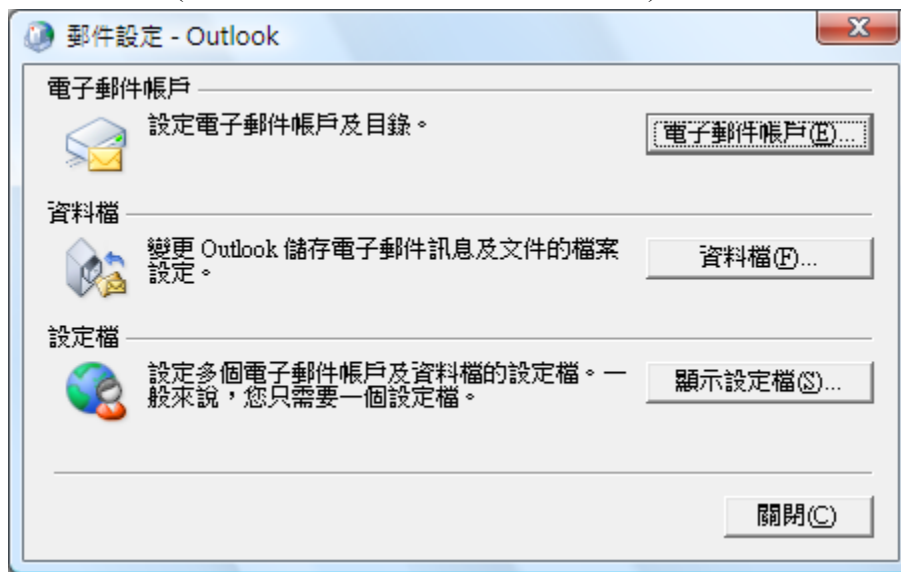 郵件設定 - Outlook
電子郵件帳戶
設定電子郵件帳戶及目錄。
電子郵件帳戶(E)...
資料檔
變更 Outlook 儲存電子郵件訊息及文件的檔案
設定。
資料檔(F)...
設定檔
設定多個電子郵件帳戶及資料檔的設定檔。一
般來說，您只需要一個設定檔。
顯示設定檔(S)...
關閉(C)